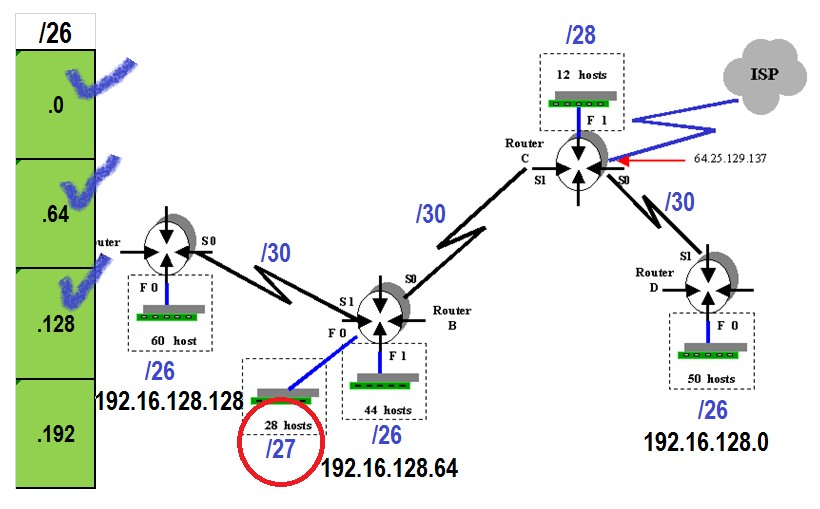 /26
.0
.64
.128
.192
/28
12 hosts
F 1
ISP
Router
C
S1
S0
64.25.129.137
/30
/30
/30
uter
S0
F 0
60 host
/26
192.16.128.128
S1
S0
F 0
F 1
Router
B
28 hosts
/27
44 hosts
/26
192.16.128.64
S1
Router
D
F 0
50 hosts
/26
192.16.128.0